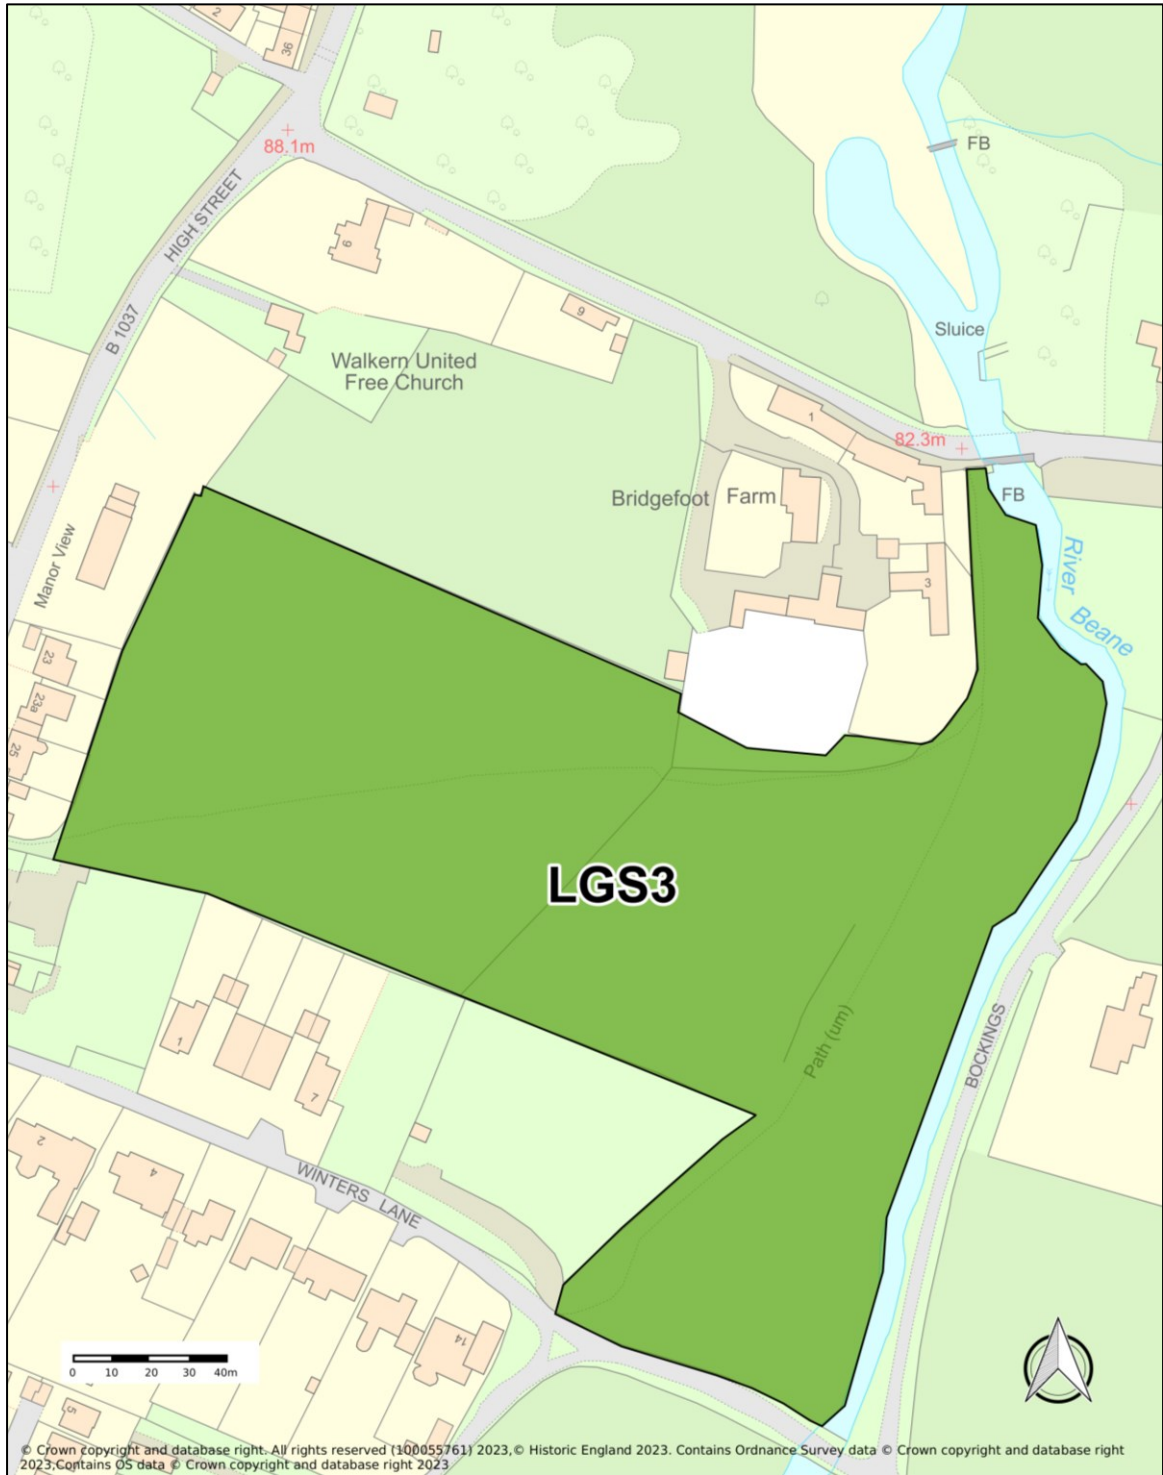 2
36
88.1m
HIGH STREET
B 1037
9
9
Walkern United
Free Church
FB
Sluice
1
82.3m
Bridgefoot Farm
FB
River Beane
3
Manor View
23
23a
25
LGS3
Path (um)
BOCKINGS
1
7
WINTERS LANE
2
4
14
5
0 10 20 30 40m
© Crown copyright and database right. All rights reserved (100055761) 2023,© Historic England 2023. Contains Ordnance Survey data © Crown copyright and database right
2023,Contains OS data © Crown copyright and database right 2023